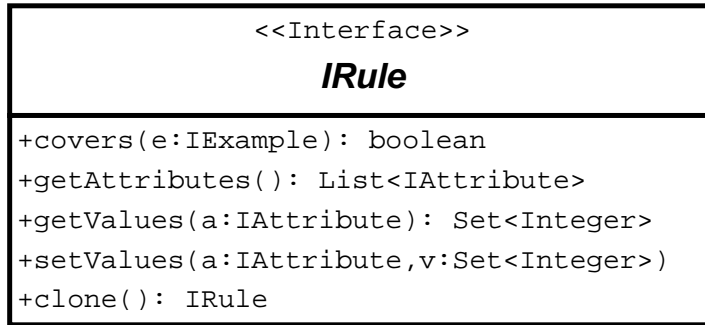 <<Interface>>
IRule
+covers(e:IExample): boolean
+getAttributes(): List<IAttribute>
+getValues(a:IAttribute): Set<Integer>
+setValues(a:IAttribute,v:Set<Integer>)
+clone(): IRule